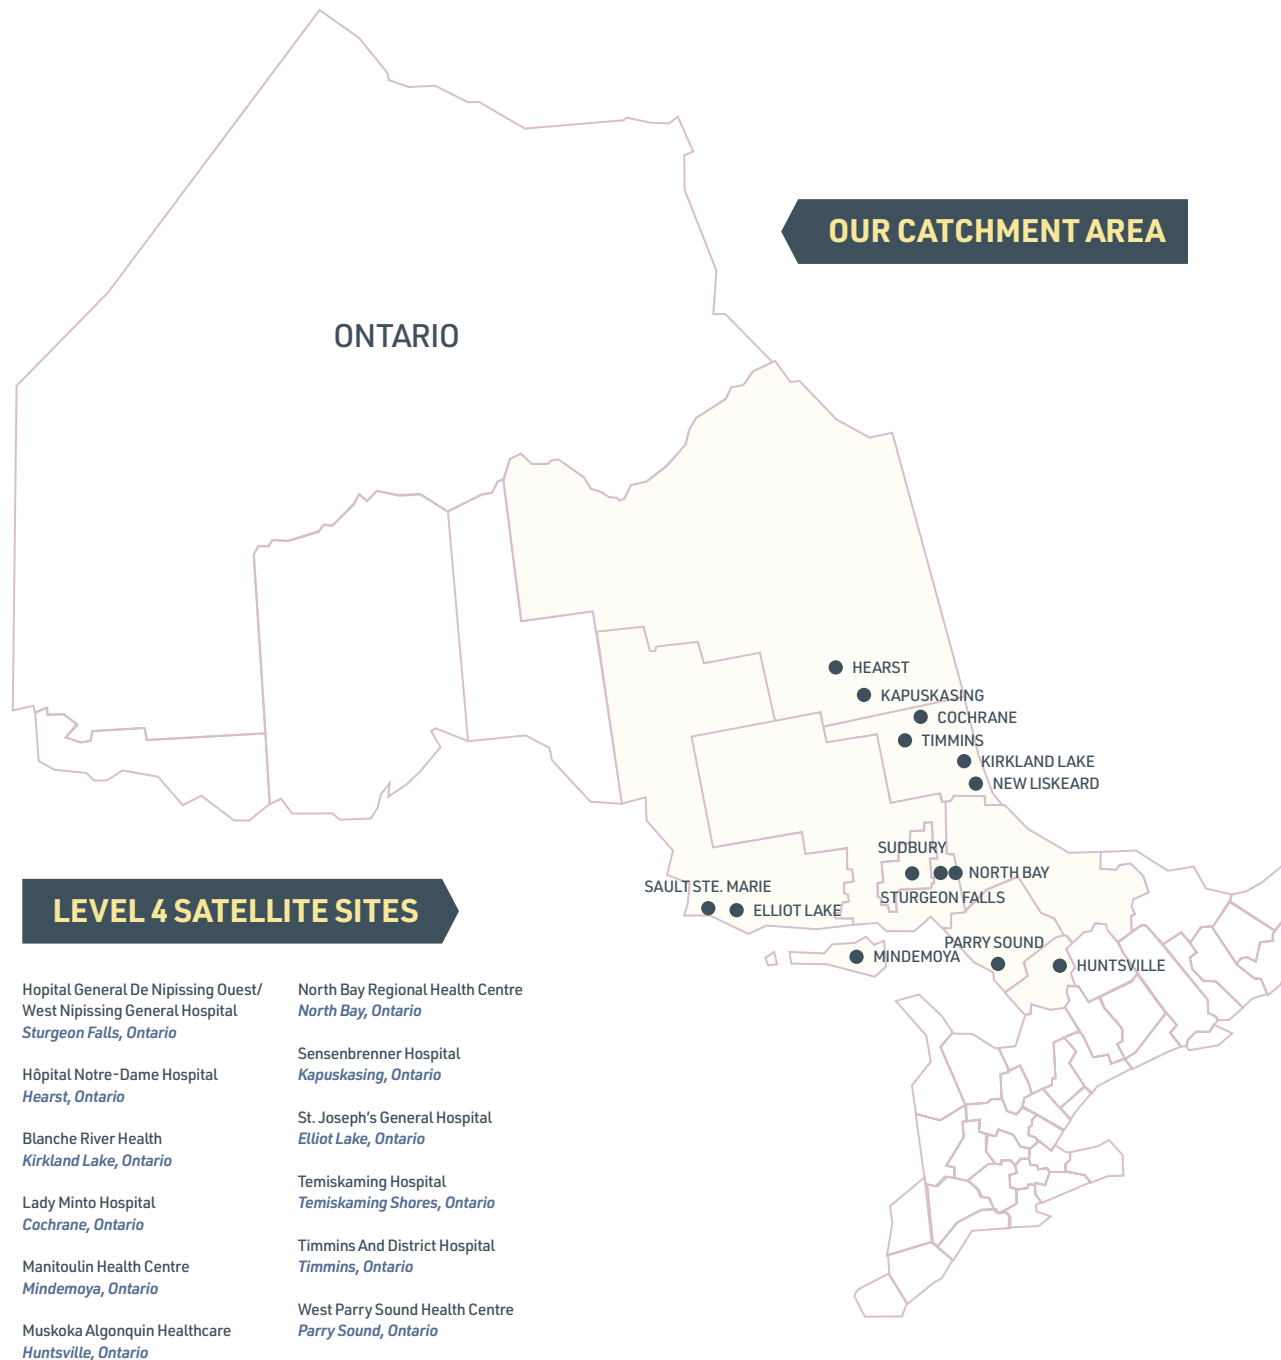 OUR CATCHMENT AREA
ONTARIO
HEARST
KAPUSKASING
COCHRANE
TIMMINS
KIRKLAND LAKE
NEW LISKEARD
SUDBURY
NORTH BAY
SAULT STE. MARIE
STURGEON FALLS
ELLIOT LAKE
PARRY SOUND
MINDEMOYA
HUNTSVILLE
LEVEL 4 SATELLITE SITES
Hopital General De Nipissing Ouest/
West Nipissing General Hospital
Sturgeon Falls, Ontario
Hôpital Notre-Dame Hospital
Hearst, Ontario
Blanche River Health
Kirkland Lake, Ontario
Lady Minto Hospital
Cochrane, Ontario
Manitoulin Health Centre
Mindemoya, Ontario
Muskoka Algonquin Healthcare
Huntsville, Ontario
North Bay Regional Health Centre
North Bay, Ontario
Sensenbrenner Hospital
Kapuskasing, Ontario
St. Joseph's General Hospital
Elliot Lake, Ontario
Temiskaming Hospital
Temiskaming Shores, Ontario
Timmins And District Hospital
Timmins, Ontario
West Parry Sound Health Centre
Parry Sound, Ontario